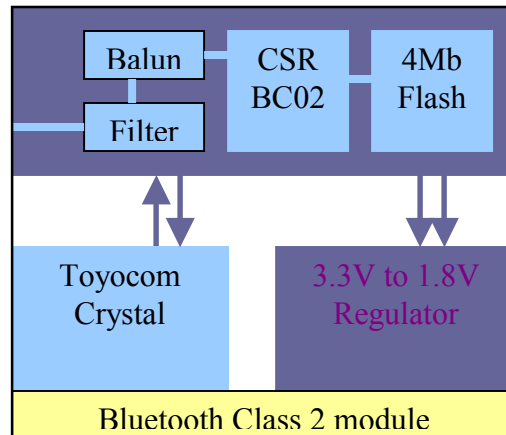 Balun
Filter
CSR
BC02
4Mb
Flash
Toyocom
Crystal
3.3V to 1.8V
Regulator
Bluetooth Class 2 module